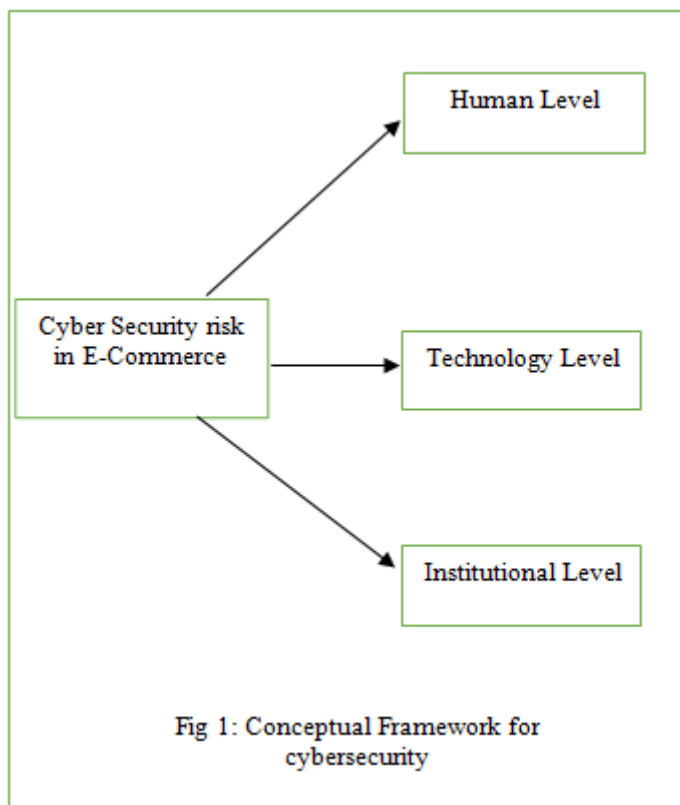 Human Level
Cyber Security risk
in E-Commerce
Technology Level
Institutional Level
Fig 1: Conceptual Framework for
cybersecurity